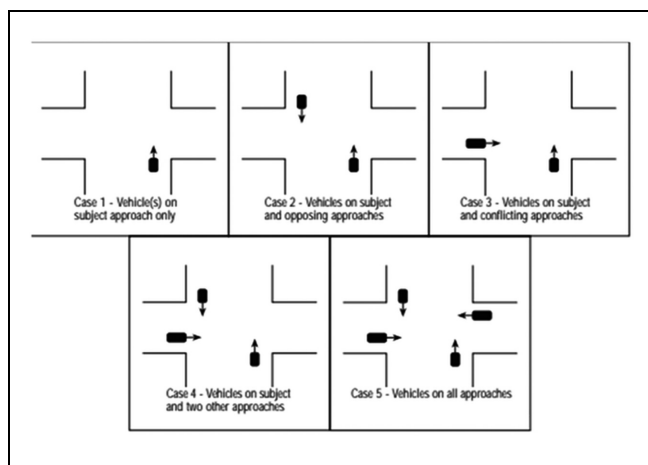 Case 1 - Vehicle(s) on
subject approach only
Case 2 - Vehicles on subject
and opposing approaches
Case 3 - Vehicles on subject
and conflicting approaches
Case 4 - Vehicles on subject
and two other approaches
Case 5 - Vehicles on all approaches